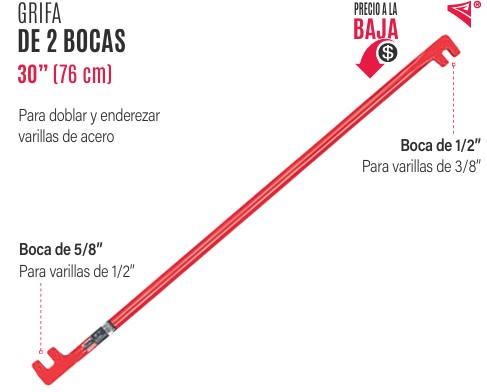 GRIFA
DE 2 BOCAS
30” (76 cm)
Para doblar y enderezar
varillas de acero
PRECIO A LA
BAJA
$
®
Boca de 1/2”
Para varillas de 3/8”
Boca de 5/8”
Para varillas de 1/2”